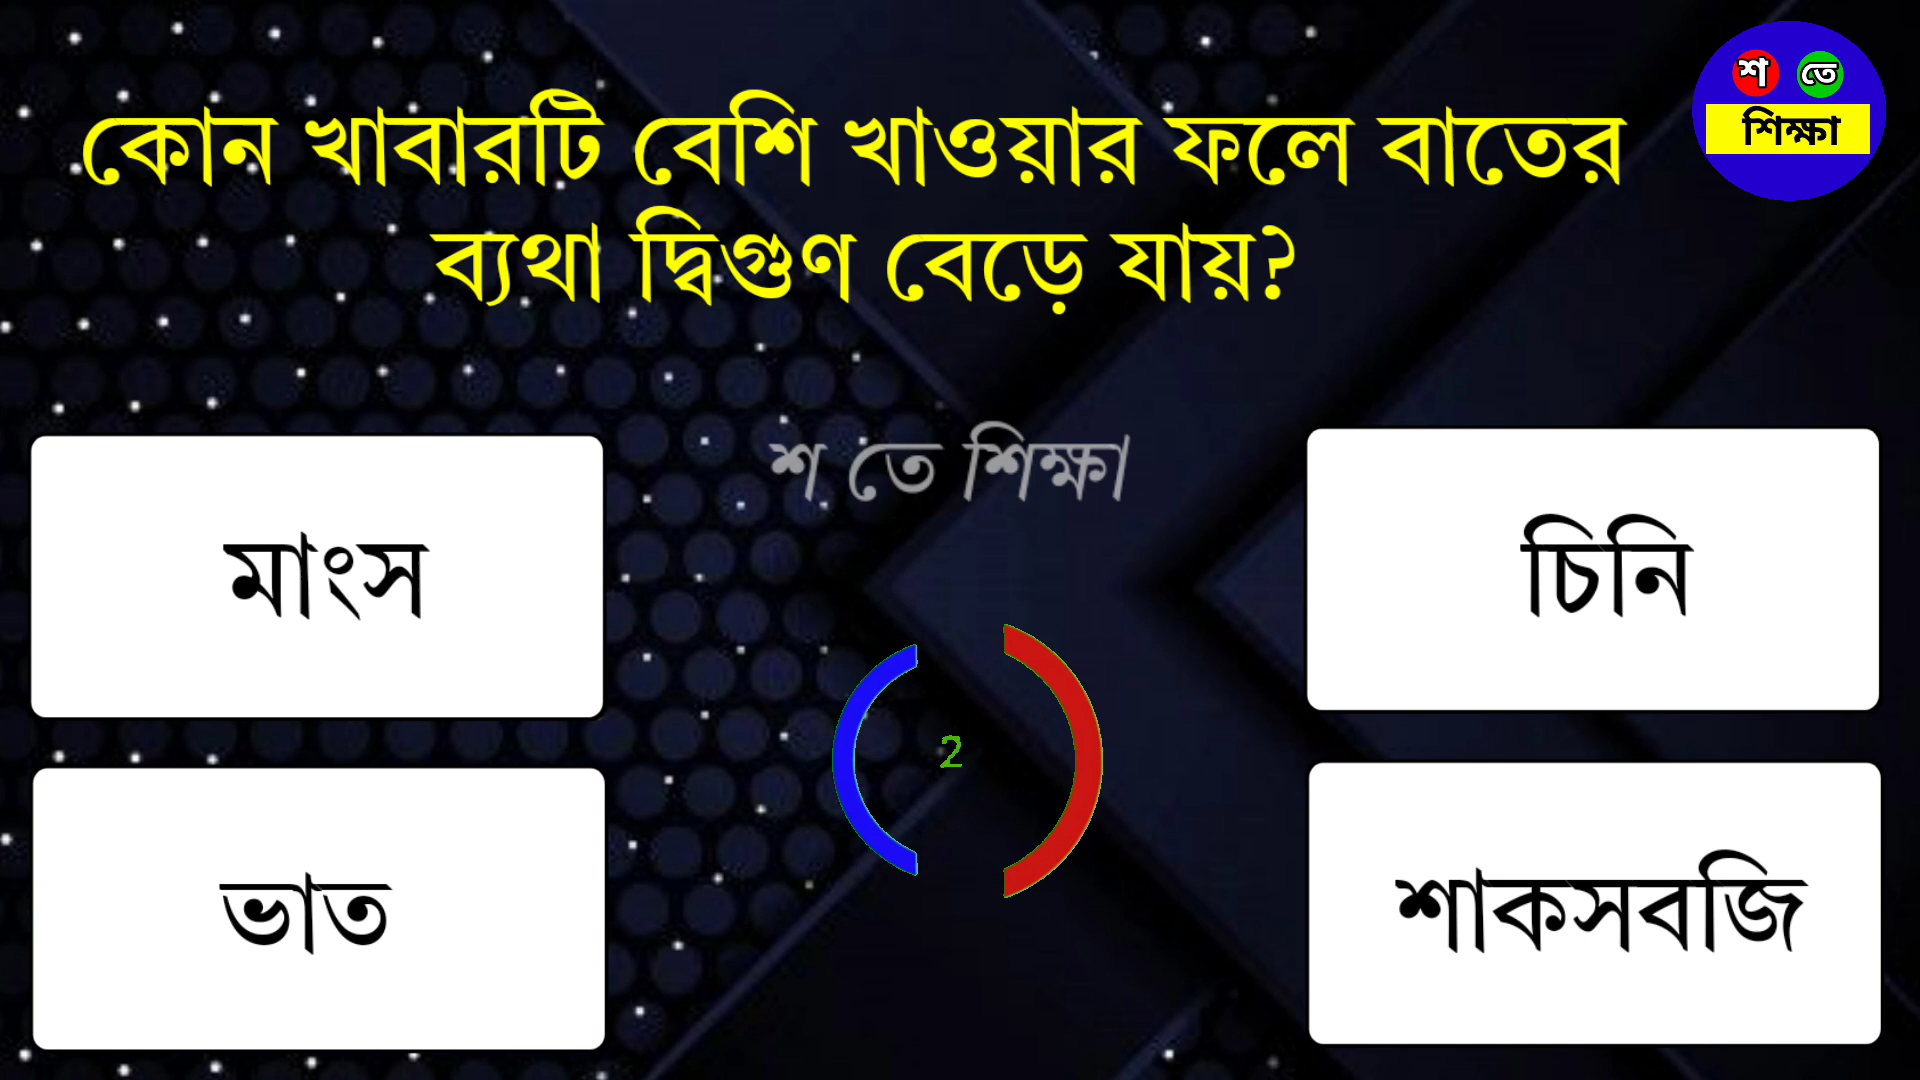 শ তে
শিক্ষা
কোন খাবারটি বেশি খাওয়ার ফলে বাতের
ব্যথা দ্বিগুণ বেড়ে যায়?
শ তে শিক্ষা
মাংস
চিনি
2
ভাত
শাকসবজি